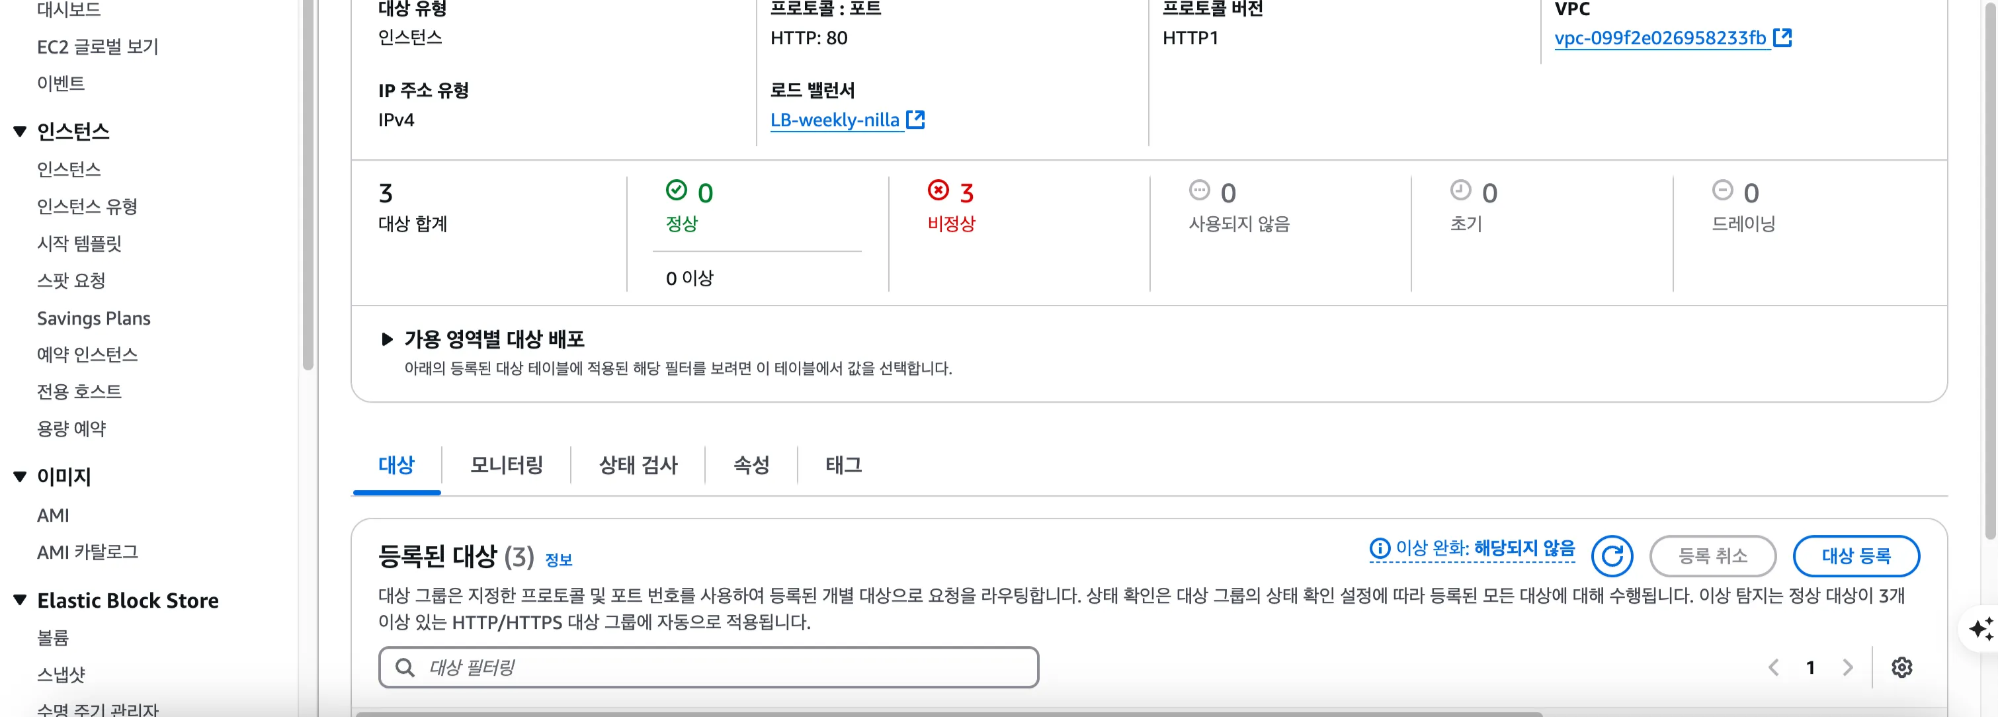 대시보드
EC2 글로벌 보기
이벤트
인스턴스
인스턴스
인스턴스 유형
시작 템플릿
스팟 요청
Savings Plans
예약 인스턴스
전용 호스트
용량 예약
이미지
AMI
AMI 카탈로그
Elastic Block Store
볼륨
스냅샷
수명 주기 관리자
대상 유형
인스턴스
프로토콜 : 포트
HTTP: 80
프로토콜 버전
HTTP1
VPC
vpc-099f2e026958233fb
IP 주소 유형
IPv4
로드 밸런서
LB-weekly-nilla
3
대상 합계
0
정상
0 이상
3
비정상
0
사용되지 않음
0
초기
0
드레이닝
가용 영역별 대상 배포
아래의 등록된 대상 테이블에 적용된 해당 필터를 보려면 이 테이블에서 값을 선택합니다.
대상
모니터링
상태 검사
속성
태그
등록된 대상 (3) 정보
이상 완화: 해당되지 않음
등록 취소
대상 등록
대상 그룹은 지정한 프로토콜 및 포트 번호를 사용하여 등록된 개별 대상으로 요청을 라우팅합니다. 상태 확인은 대상 그룹의 상태 확인 설정에 따라 등록된 모든 대상에 대해 수행됩니다. 이상 탐지는 정상 대상이 3개
이상 있는 HTTP/HTTPS 대상 그룹에 자동으로 적용됩니다.
대상 필터링
1